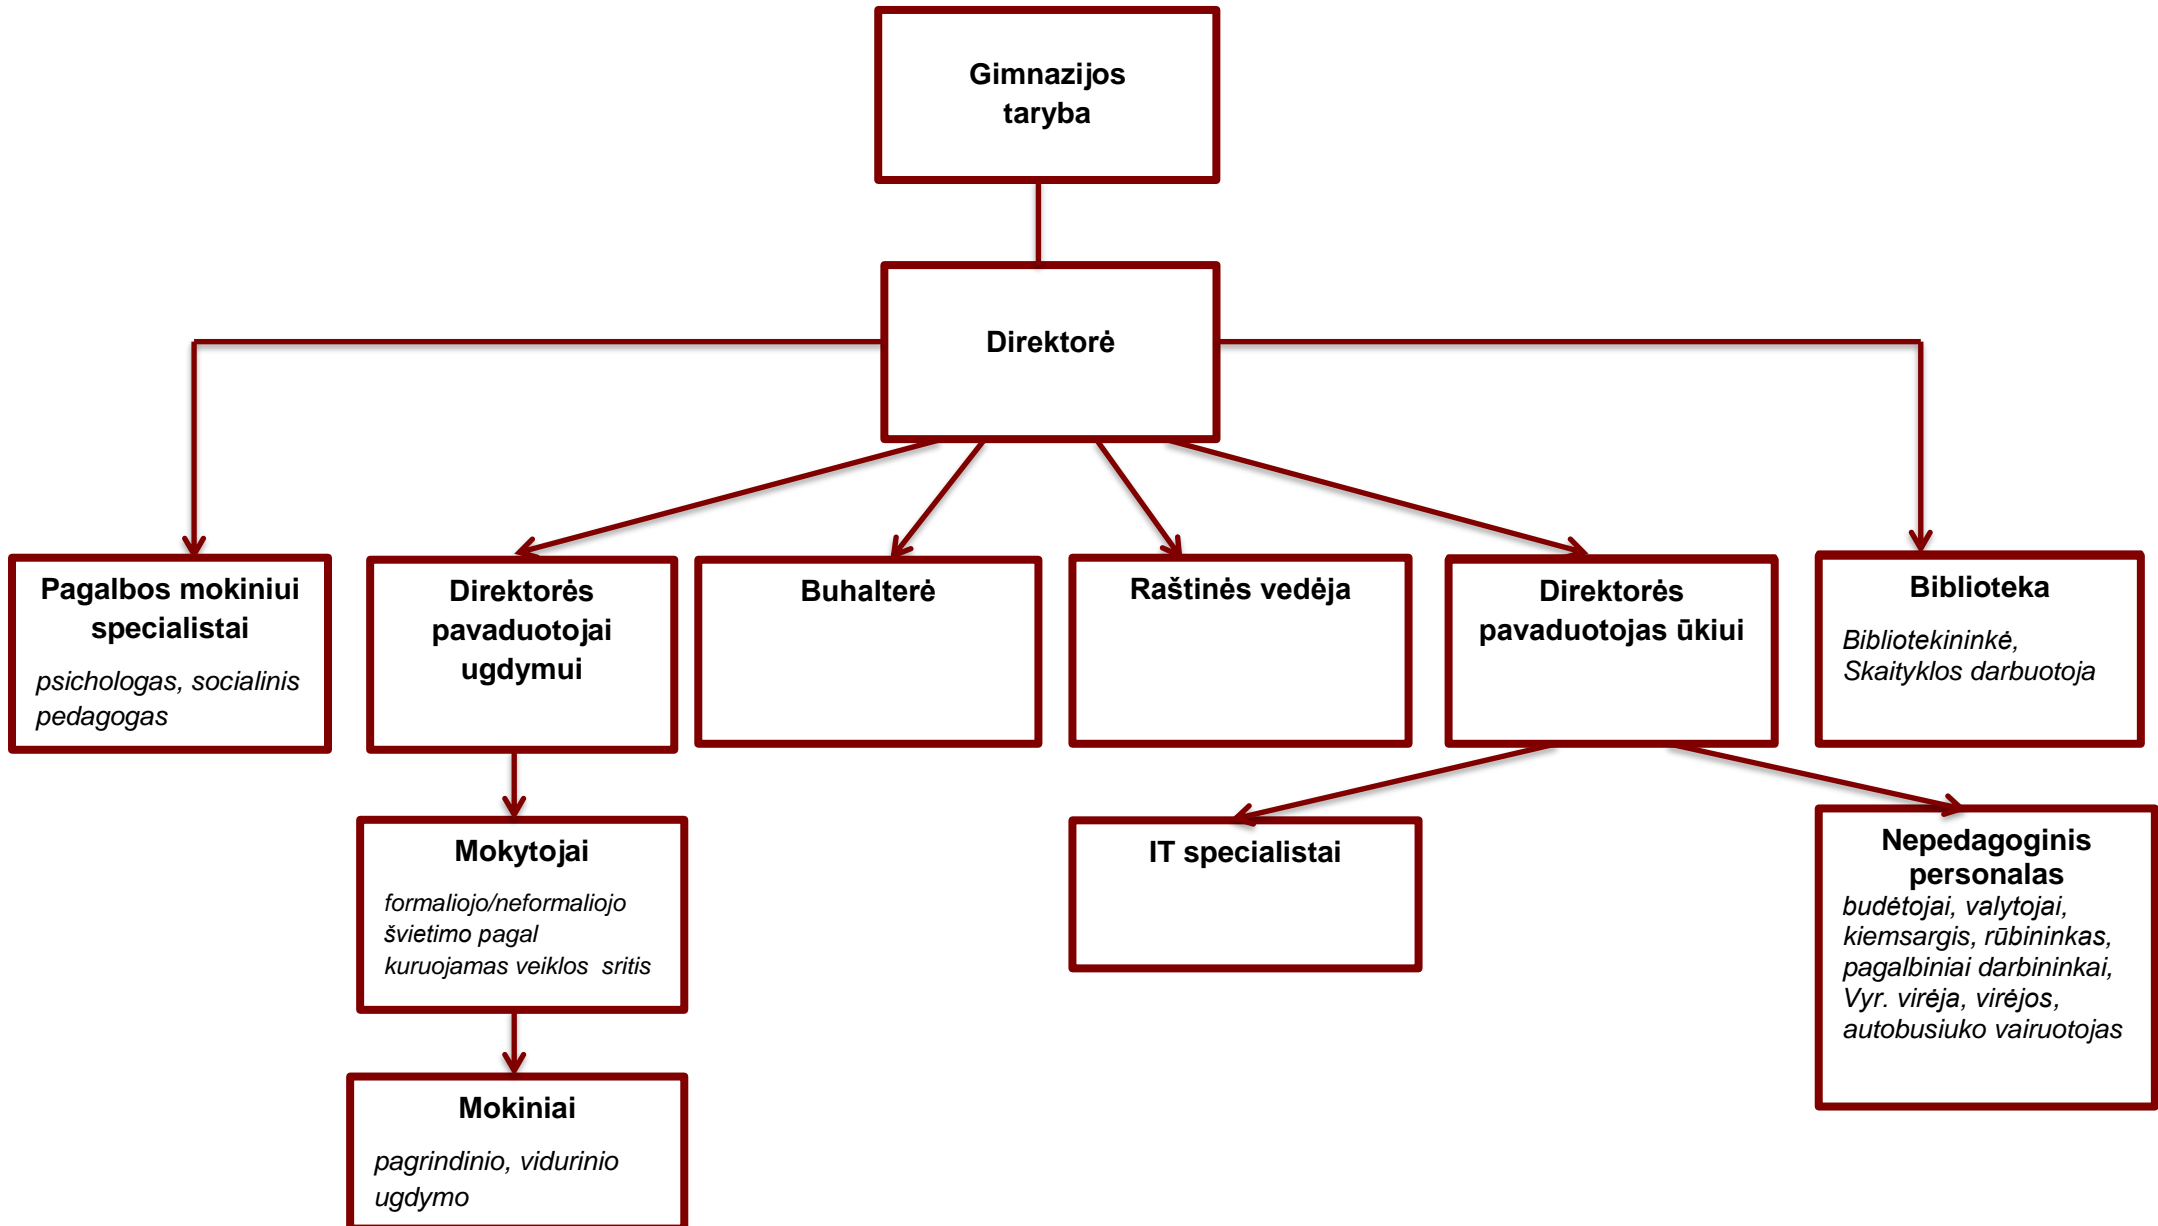 Gimnazijos
taryba
Direktorė
Pagalbos mokiniui
specialistai
psichologas, socialinis
pedagogas
Direktorės
pavaduotojai
ugdymui
Buhalterė
Raštinės vedėja
Direktorės
pavaduotojas ūkiui
Biblioteka
Bibliotekininkė,
Skaityklos darbuotoja
Mokytojai
formaliojo/neformaliojo
švietimo pagal
kuruojamas veiklos sritis
IT specialistai
Nepedagoginis
personalas
budėtojai, valytojai,
kiemsargis, rūbininkas,
pagalbiniai darbininkai,
Vyr. virėja, virėjos,
autobusiuko vairuotojas
Mokiniai
pagrindinio, vidurinio
ugdymo